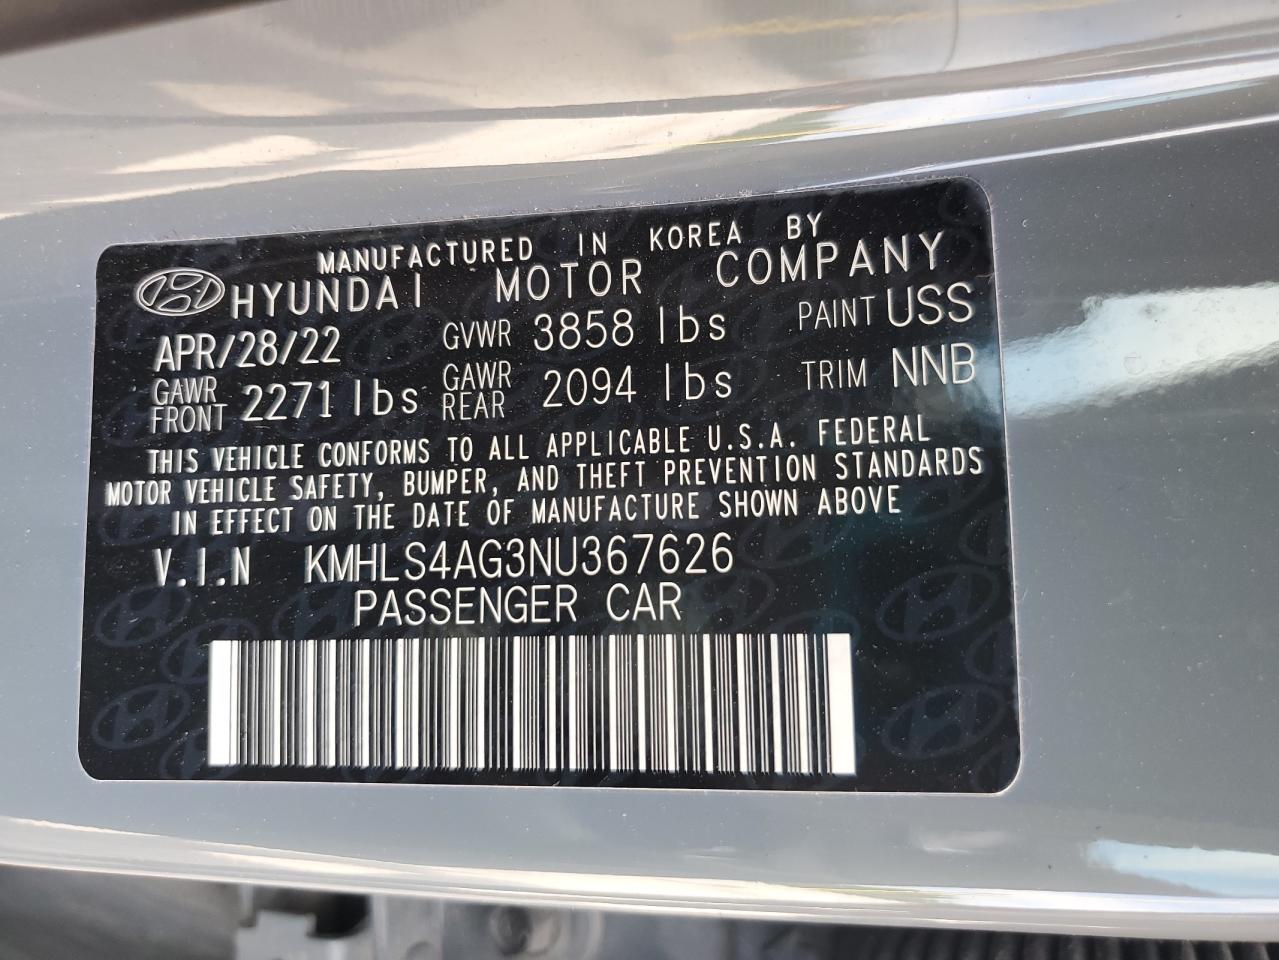 MANUFACTURED IN KOREA BY
HYUNDAI MOTOR COMPANY
APR/28/22 GVWR 3858 lbs PAINT USS
GAWR FRONT 2271 lbs GAWR REAR 2094 lbs TRIM NNB
THIS VEHICLE CONFORMS TO ALL APPLICABLE U.S.A. FEDERAL
MOTOR VEHICLE SAFETY, BUMPER, AND THEFT PREVENTION STANDARDS
IN EFFECT ON THE DATE OF MANUFACTURE SHOWN ABOVE
V.I.N KMHLS4AG3NU367626
PASSENGER CAR